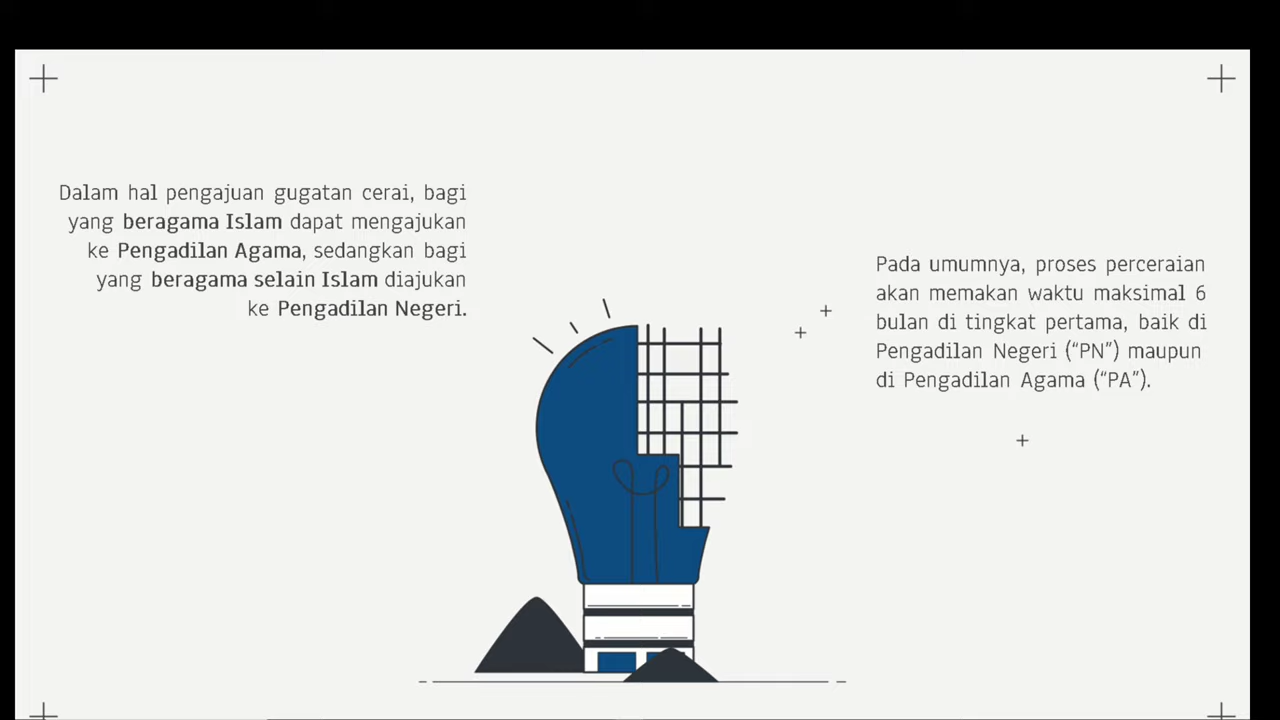 Dalam hal pengajuan gugatan cerai, bagi
yang beragama Islam dapat mengajukan
ke Pengadilan Agama, sedangkan bagi
yang beragama selain Islam diajukan
ke Pengadilan Negeri.
Pada umumnya, proses perceraian
akan memakan waktu maksimal 6
bulan di tingkat pertama, baik di
Pengadilan Negeri (“PN”) maupun
di Pengadilan Agama (“PA”).